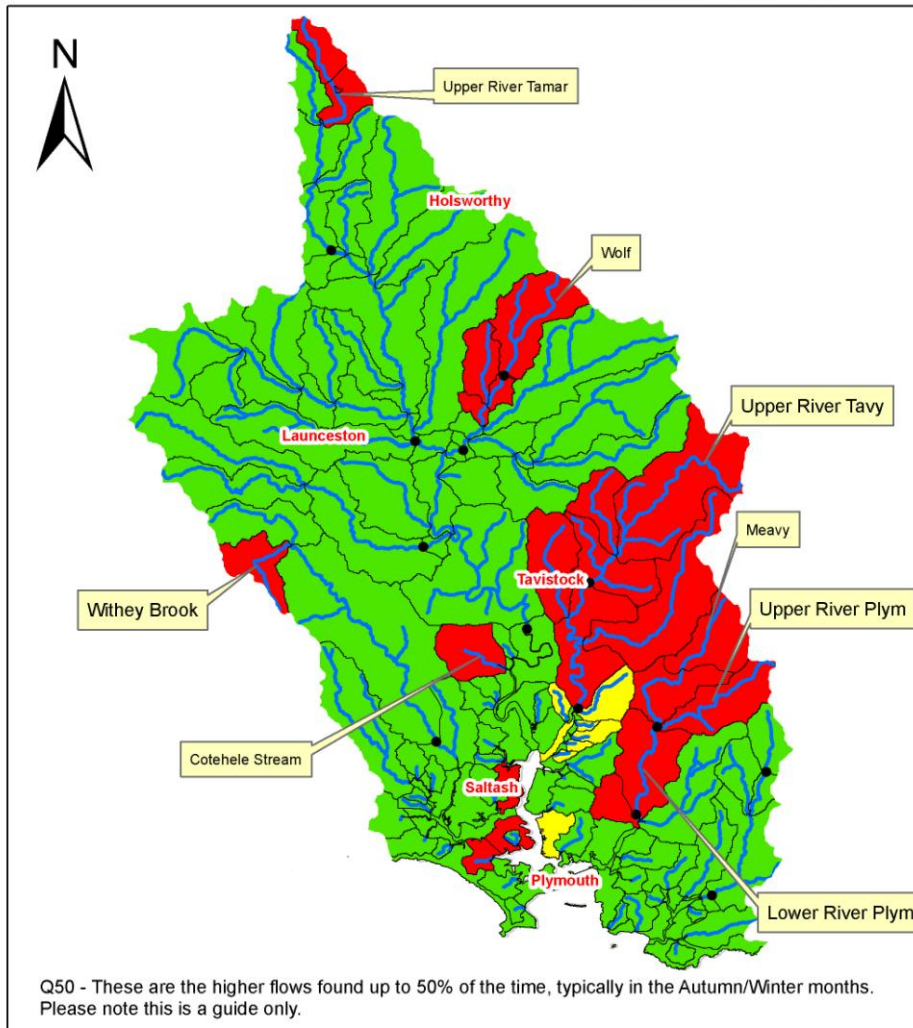 N
Upper River Tamar
Holsworthy
Wolf
Launceston
Upper River Tavy
Meavy
Tavistock
Withey Brook
Upper River Plym
Cotehele Stream
Saltash
Plymouth
Lower River Plym
Q50 - These are the higher flows found up to 50% of the time, typically in the Autumn/Winter months.
Please note this is a guide only.